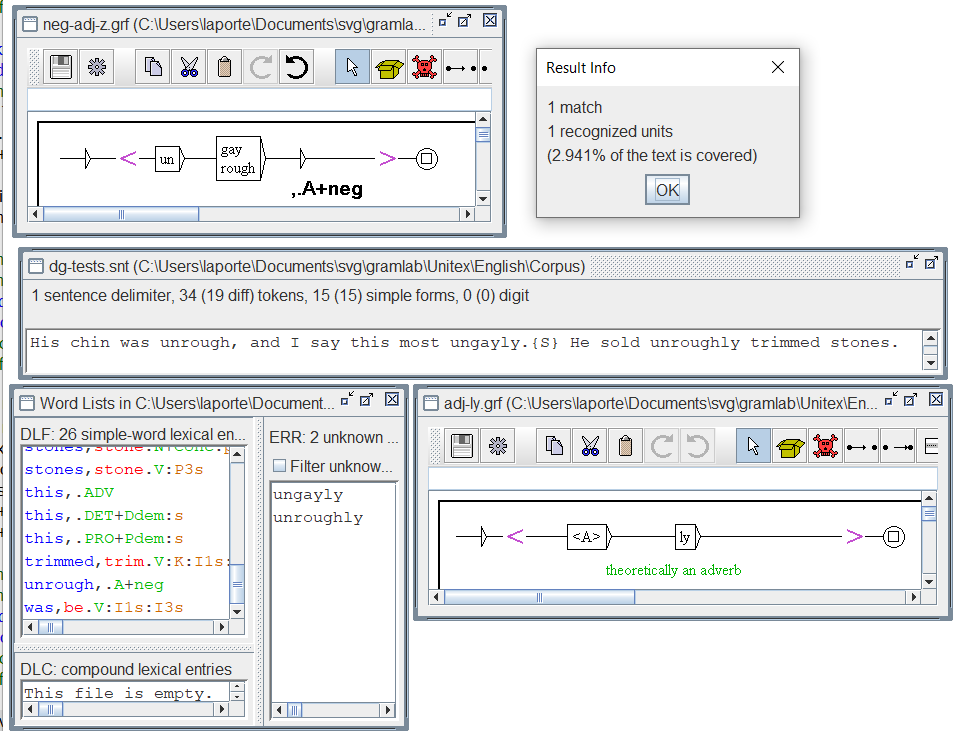 neg-adj-z.grf (C:\Users\laporte\Documents\svg\gramla...
un
gay
rough
,.A+neg
Result Info
1 match
1 recognized units
(2.941% of the text is covered)
OK
dg-tests.snt (C:\Users\laporte\Documents\svg\gramlab\Unitex\English\Corpus)
1 sentence delimiter, 34 (19 diff) tokens, 15 (15) simple forms, 0 (0) digit
His chin was unrough, and I say this most ungayly.{S} He sold unroughly trimmed stones.
Word Lists in C:\Users\laporte\Document...
DLF: 26 simple-word lexical en...
stones,stone.V:P3s
this,.ADV
this,.DET+Ddem:s
this,.PRO+Pdem:s
trimmed,trim.V:K:I1s:
unrough,.A+neg
was,be.V:I1s:I3s
DLC: compound lexical entries
This file is empty.
ERR: 2 unknown ...
Filter unknow...
ungayly
unroughly
adj-ly.grf (C:\Users\laporte\Documents\svg\gramlab\Unitex\En...
<A>
ly
theoretically an adverb